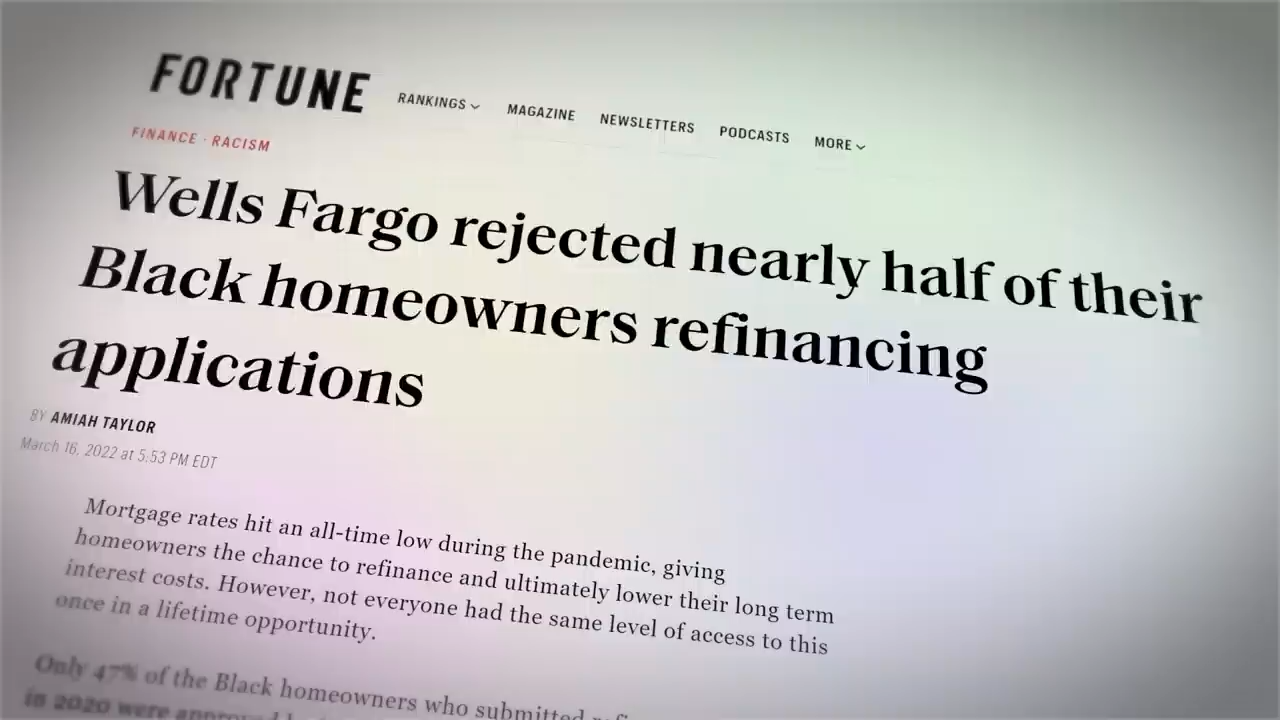 FORTUNE
RANKINGS MAGAZINE NEWSLETTERS PODCASTS MORE
FINANCE · RACISM
Wells Fargo rejected nearly half of their
Black homeowners refinancing
applications
BY AMIAH TAYLOR
March 16, 2022 at 5:53 PM EDT
Mortgage rates hit an all-time low during the pandemic, giving
homeowners the chance to refinance and ultimately lower their long term
interest costs. However, not everyone had the same level of access to this
once in a lifetime opportunity.
Only 47% of the Black homeowners who submitted
in 2020 were approved